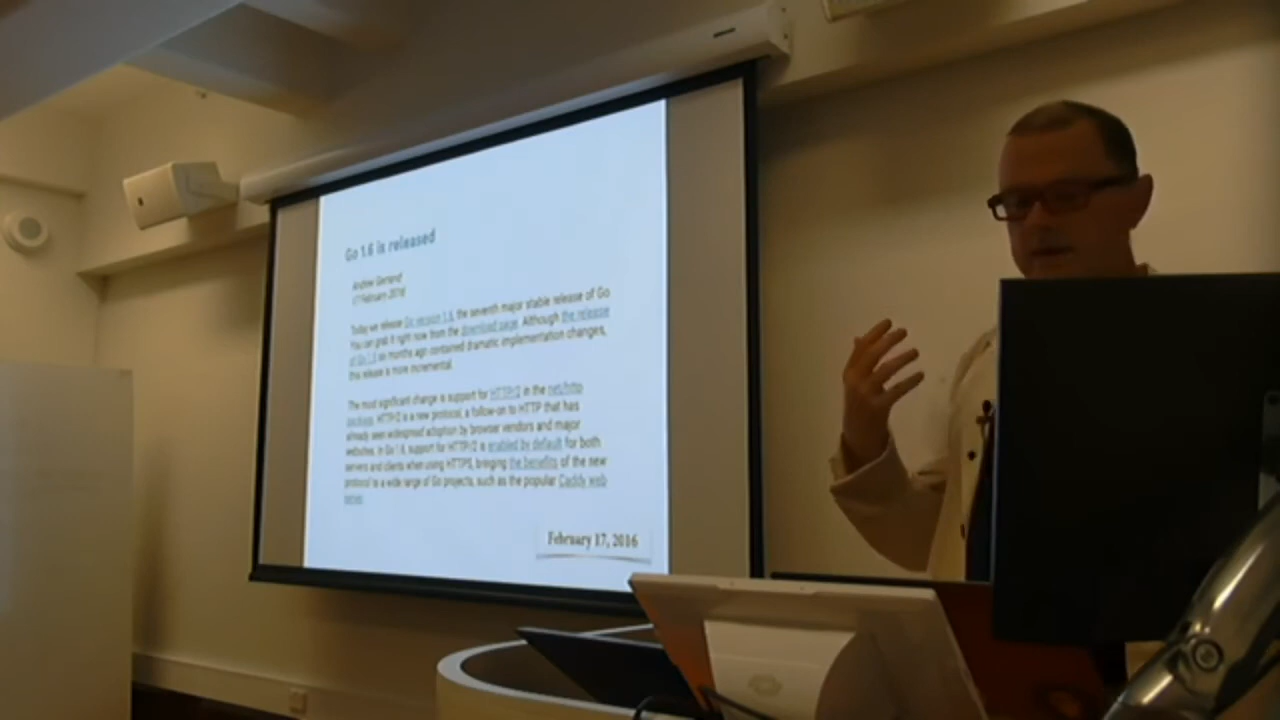 Go 1.6 is released
Andrew Gerrand
17 February 2016
Today we release Go version 1.6, the seventh major stable release of Go
You can grab it right now from the download page. Although the release
of Go 1.5 six months ago contained dramatic implementation changes,
this release is more incremental.
The most significant change is support for HTTP/2 in the net/http
package. HTTP/2 is a new protocol, a follow-on to HTTP that has
already seen widespread adoption by browser vendors and major
websites. In Go 1.6, support for HTTP/2 is enabled by default for both
servers and clients when using HTTPS, bringing the benefits of the new
protocol to a wide range of Go projects, such as the popular Caddy web
server.
February 17, 2016